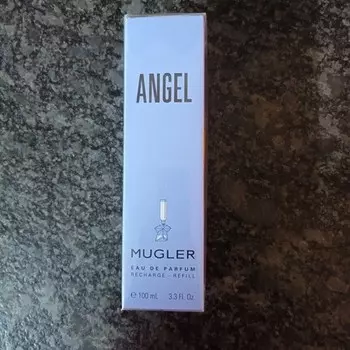 ANGEL
MUGLER
EAU DE PARFUM
RECHARGE - REFILL
℮ 100 mL 3.3 Fl. Oz